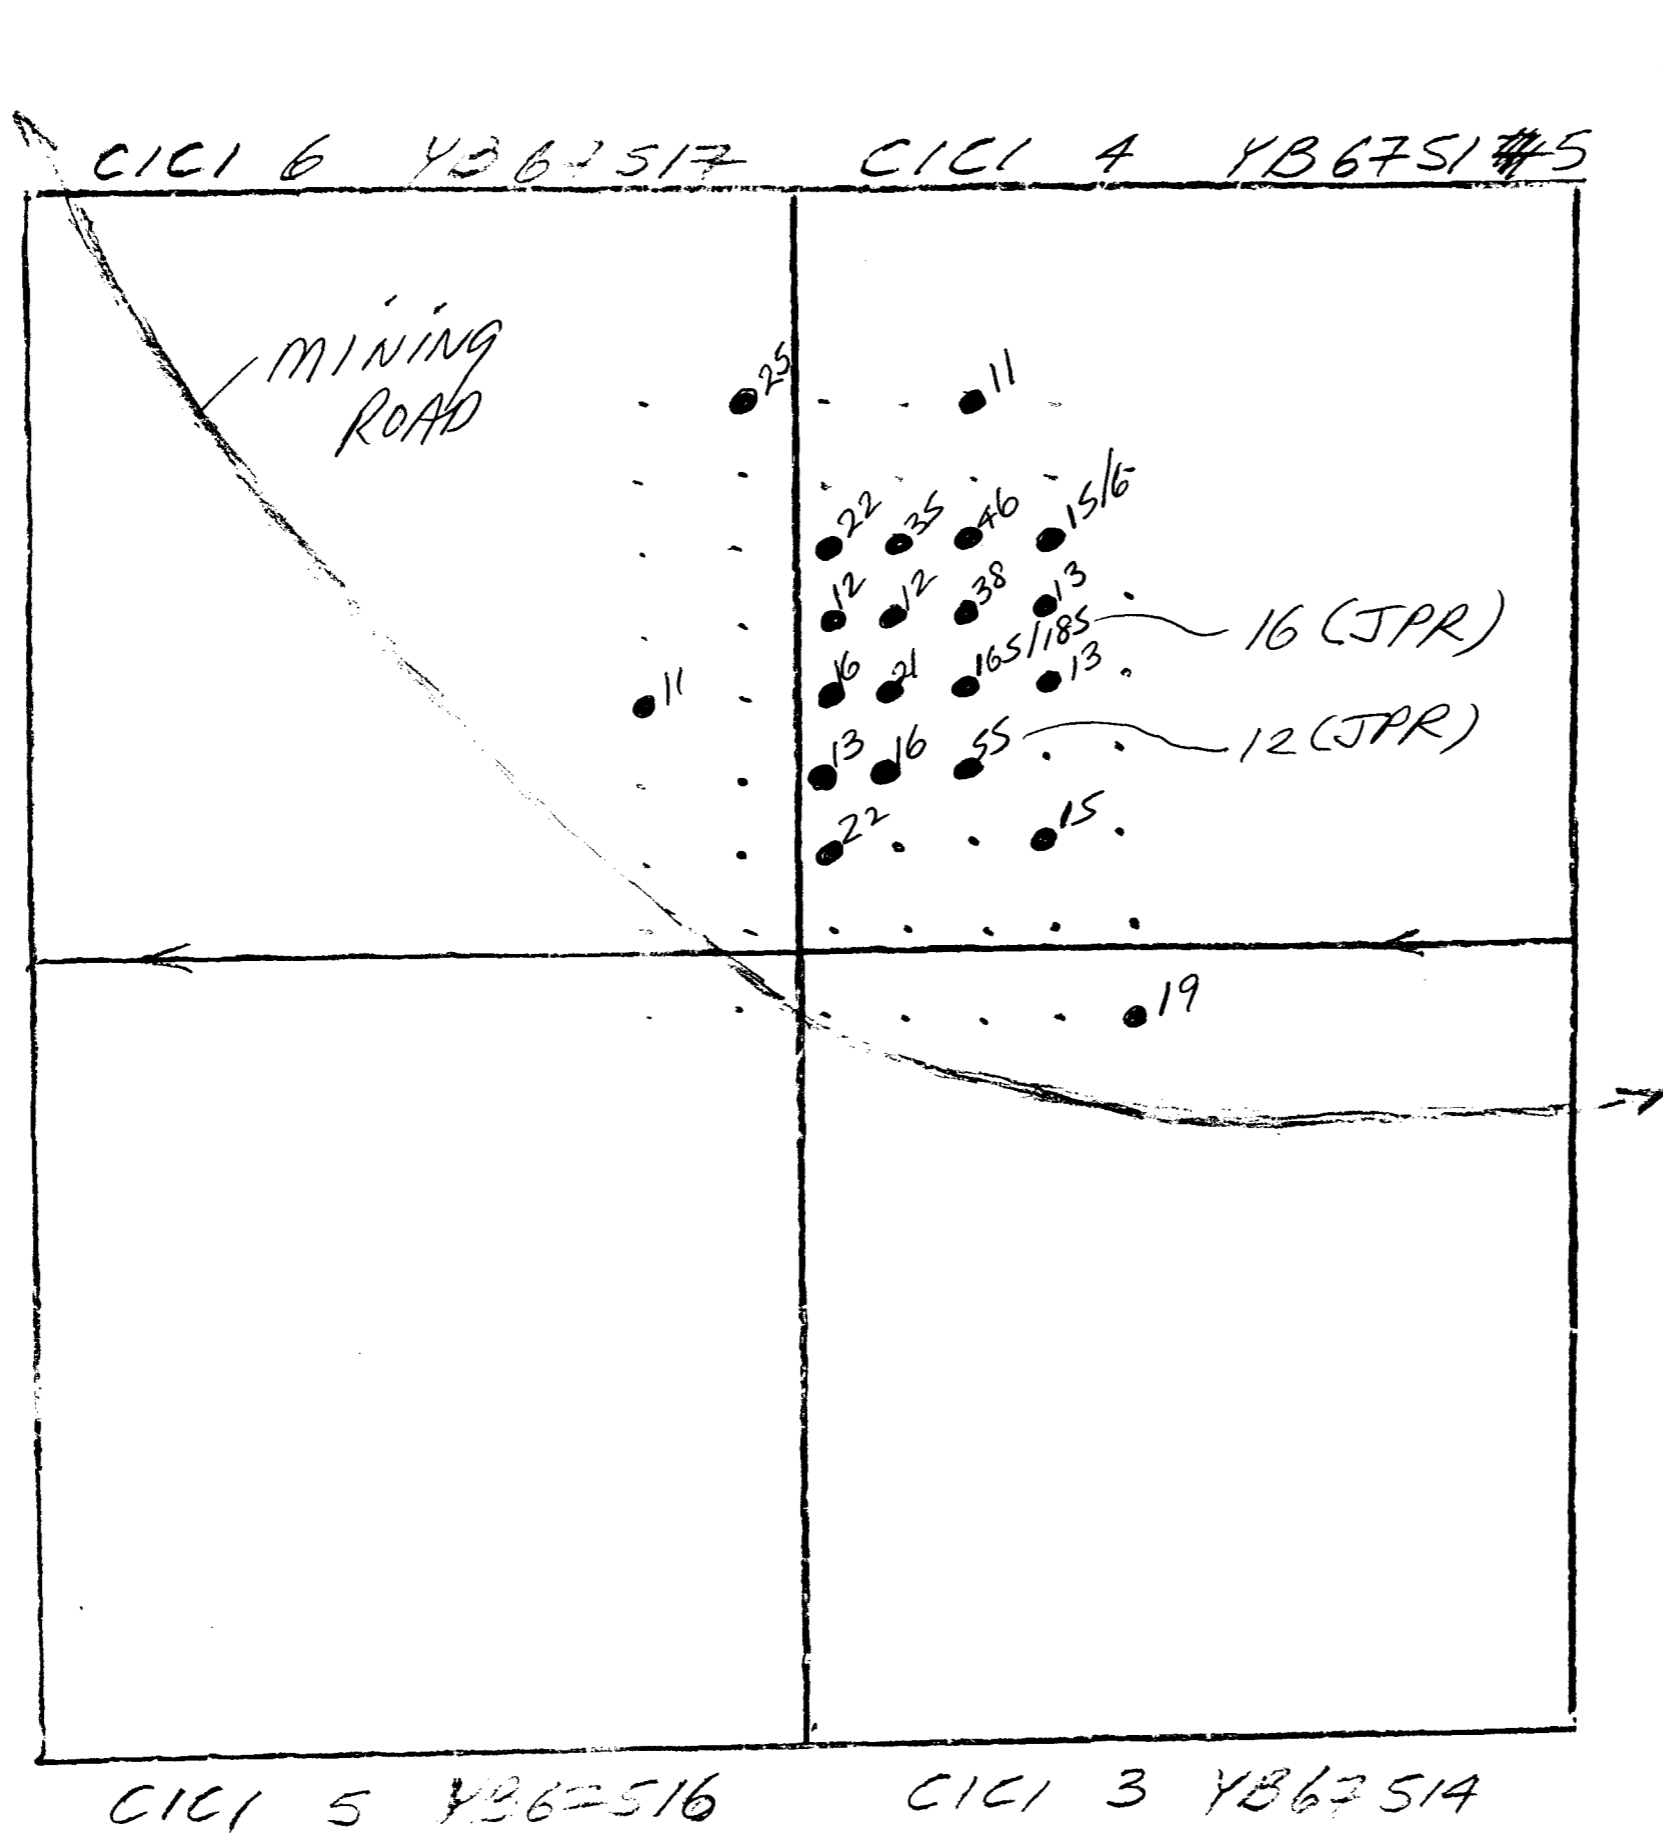 CICI 6 YB67517 CICI 4 YB67515
MINING
ROAD
25
11
22 35 46 15/6
12 12 38 13
16 (JPR)
11
16 21 165/185 13
12 (JPR)
13 16 55
22 15
19
CICI 5 YB67516 CICI 3 YB67514